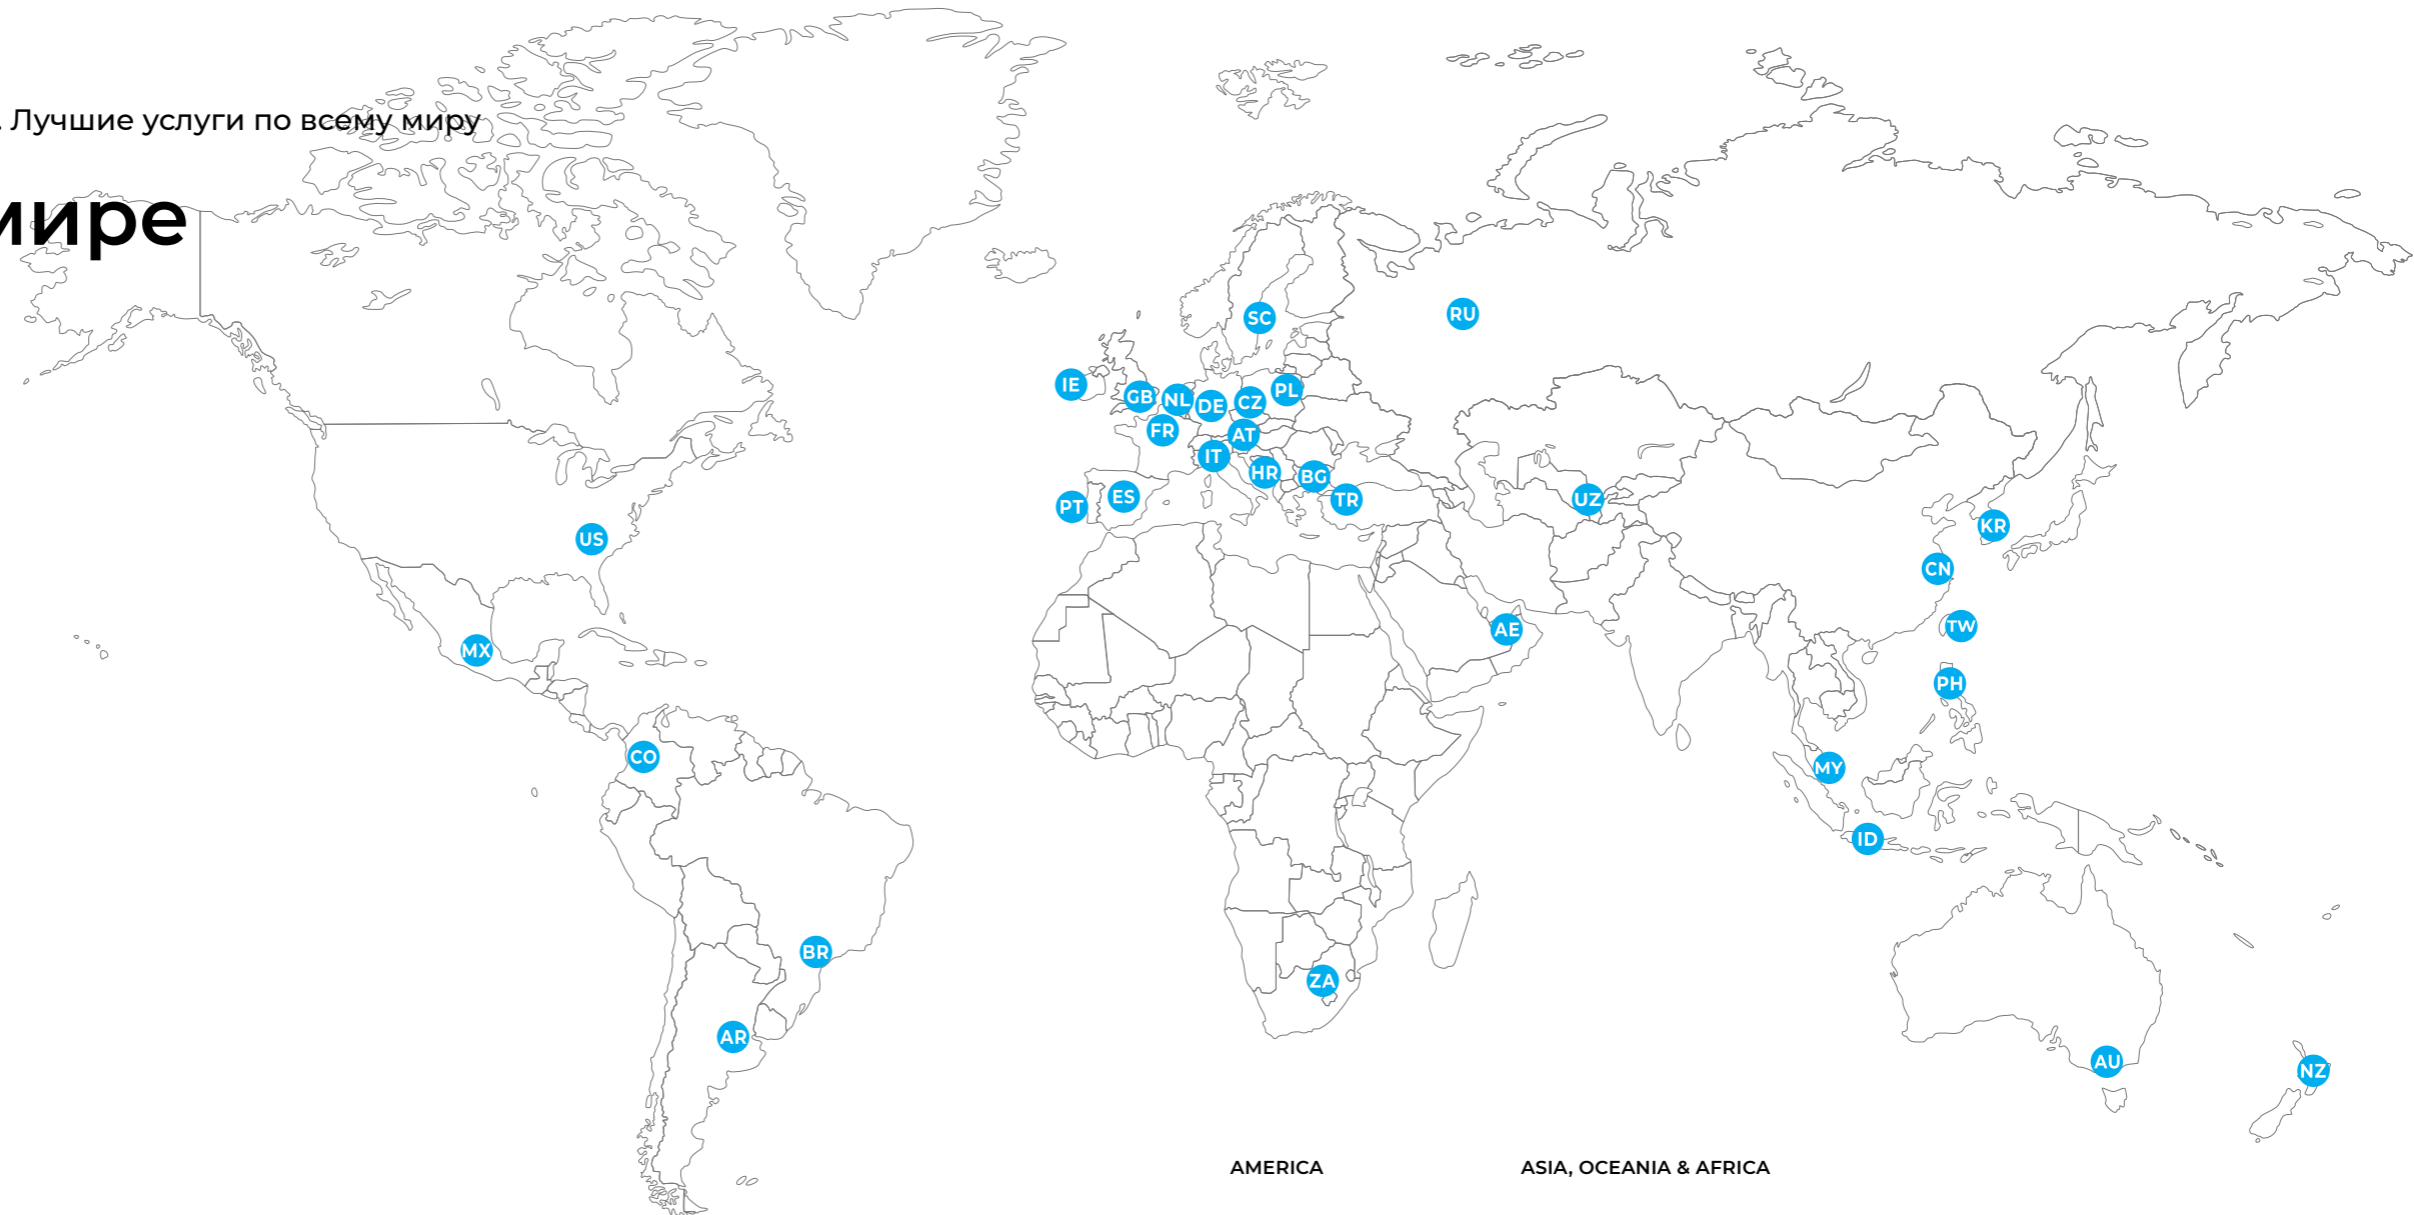 . Лучшие услуги по всему миру
мире
SC
RU
IE
GB
NL
DE
CZ
PL
FR
AT
IT
HR
BG
PT
ES
TR
UZ
US
KR
CN
MX
AE
TW
PH
CO
MY
ID
BR
ZA
AR
AU
NZ
AMERICA
ASIA, OCEANIA & AFRICA